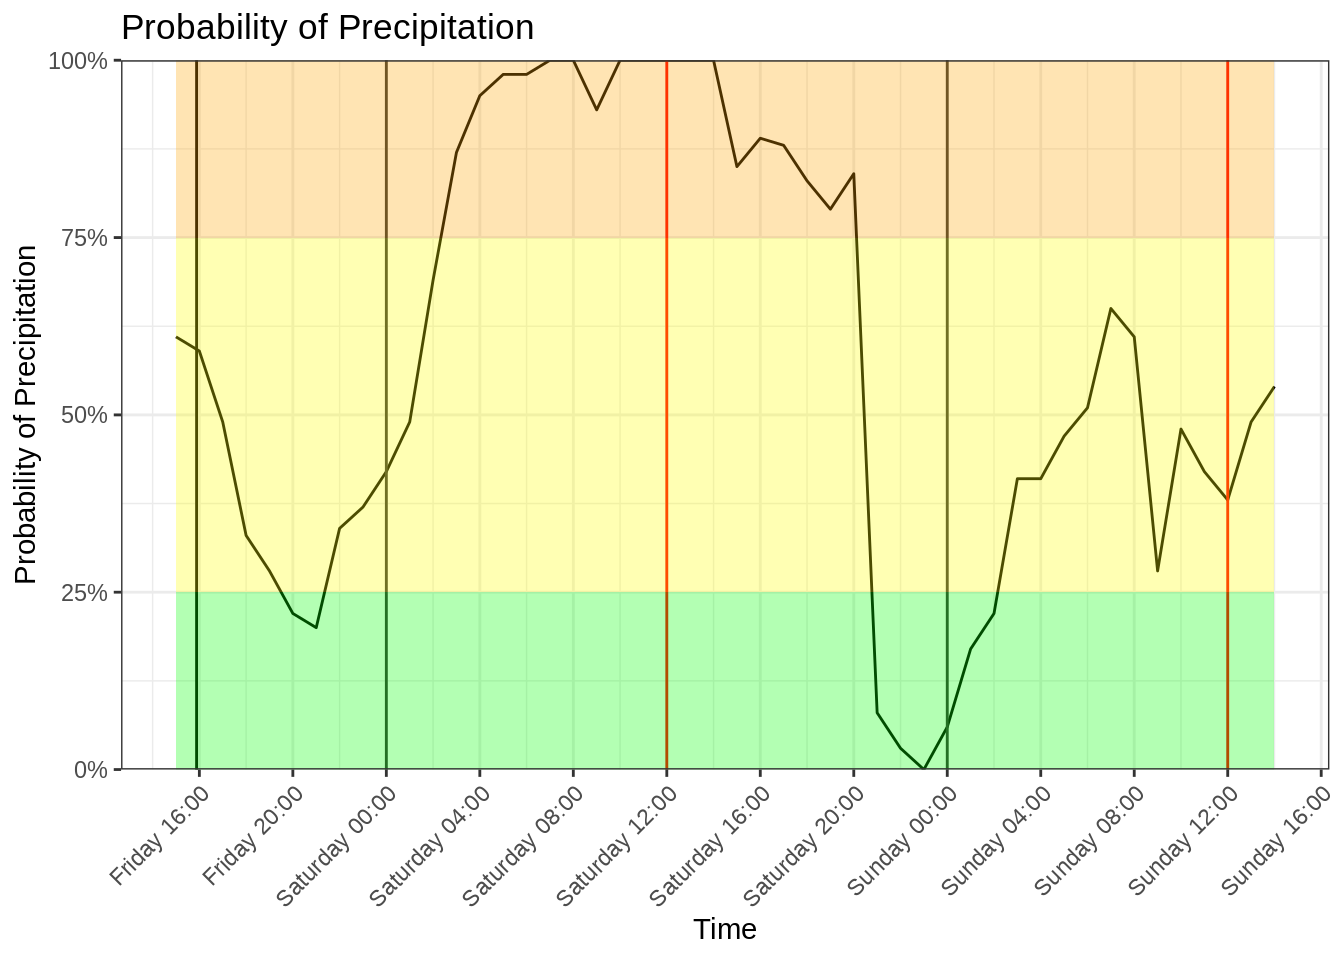 Probability of Precipitation
100%
75%
50%
25%
0%
Probability of Precipitation
Friday 16:00
Friday 20:00
Saturday 00:00
Saturday 04:00
Saturday 08:00
Saturday 12:00
Saturday 16:00
Saturday 20:00
Sunday 00:00
Sunday 04:00
Sunday 08:00
Sunday 12:00
Sunday 16:00
Time